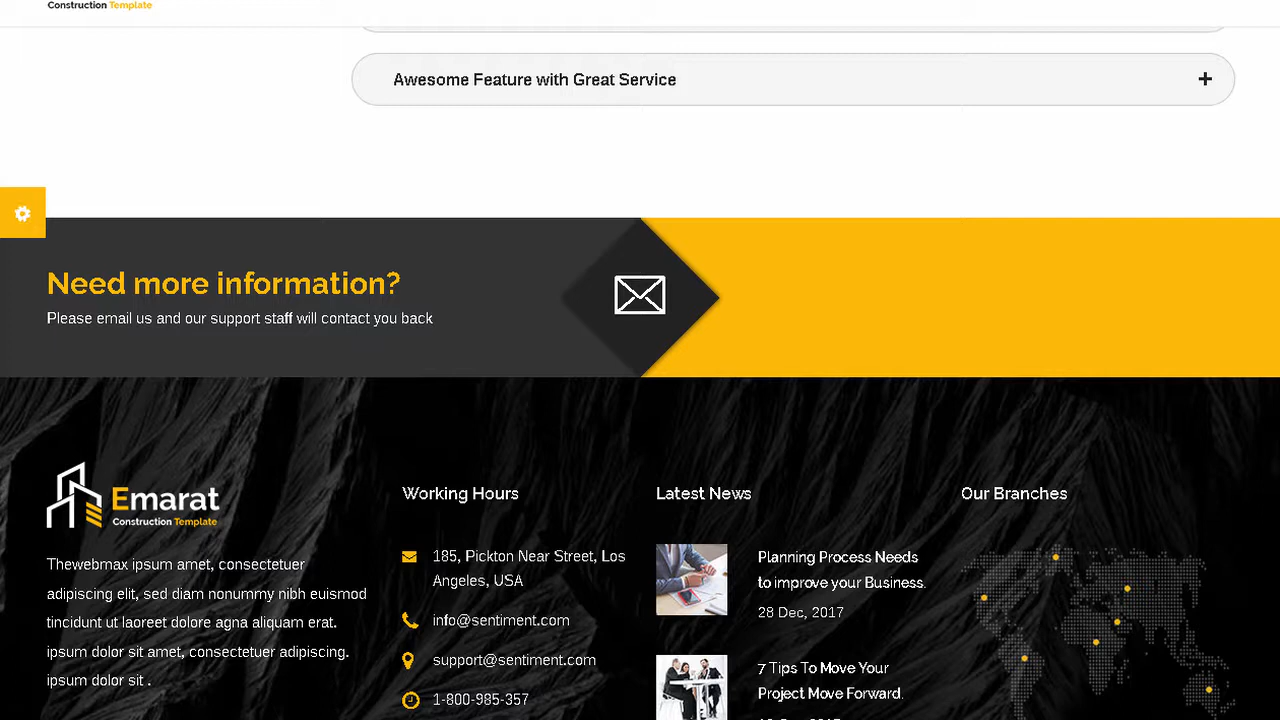 Construction Template
Awesome Feature with Great Service
Need more information?
Please email us and our support staff will contact you back
Emarat
Construction Template
Thewebmax ipsum amet, consectetuer
adipiscing elit, sed diam nonummy nibh euismod
tincidunt ut laoreet dolore agna aliquam erat.
ipsum dolor sit amet, consectetuer adipiscing.
ipsum dolor sit .
Working Hours
185, Pickton Near Street, Los
Angeles, USA
info@sentiment.com
support@sentiment.com
1-800-985-357
Latest News
Planning Process Needs
to improve your Business
28 Dec, 2017
7 Tips To Move Your
Project Move Forward.
Our Branches